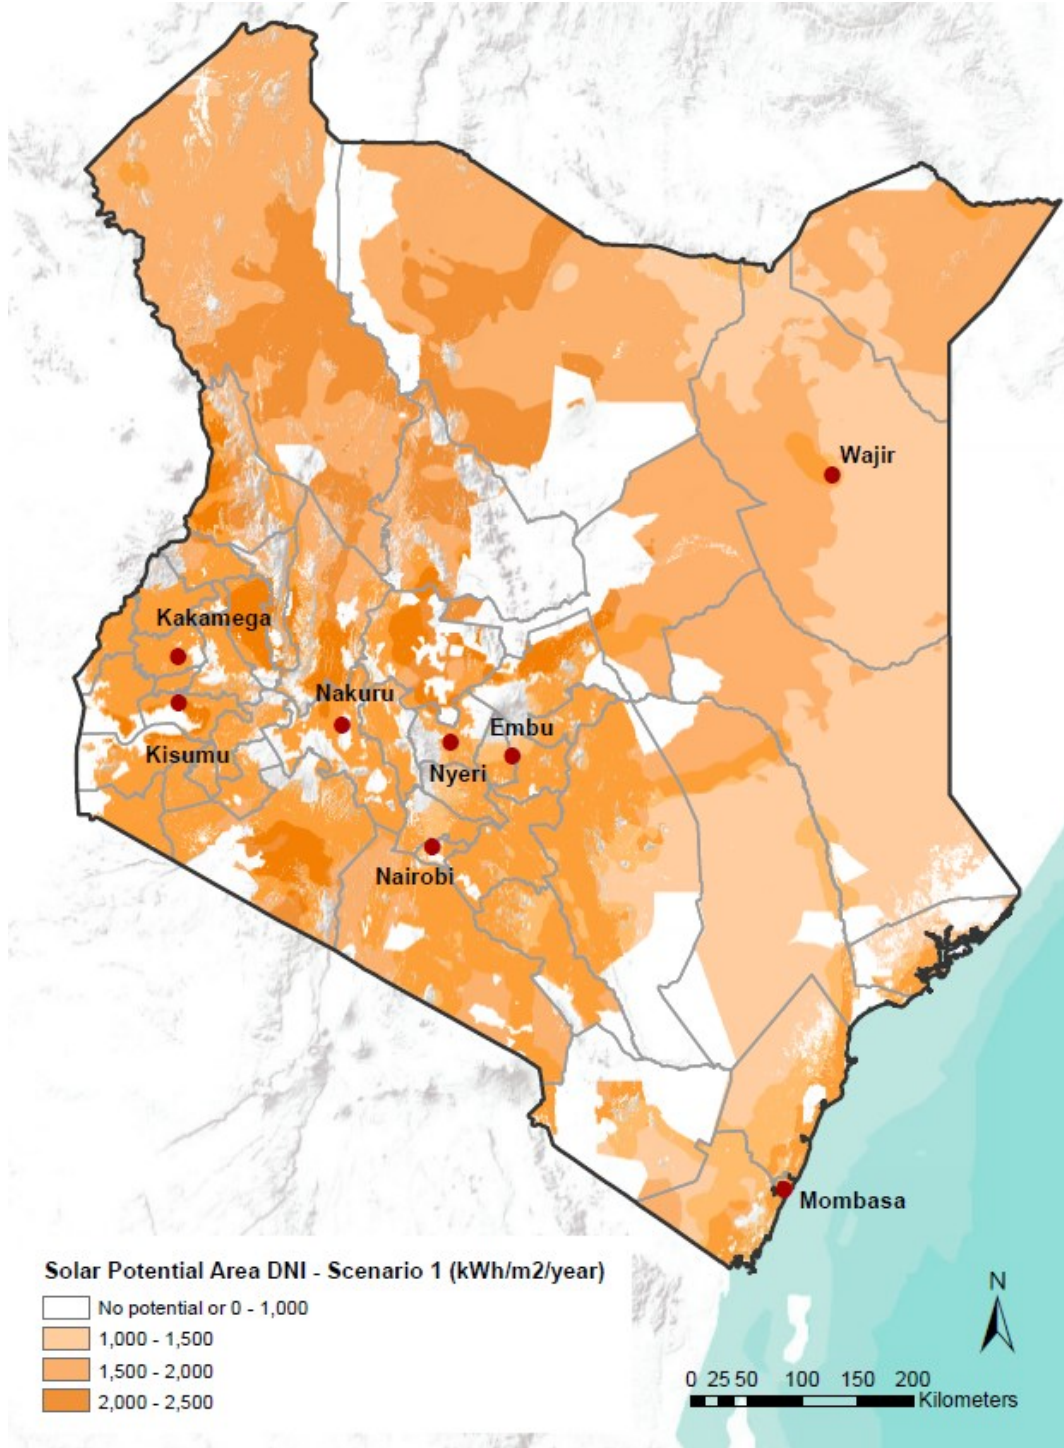 Wajir
Kakamega
Nakuru
Embu
Kisumu
Nyeri
Nairobi
Mombasa
Solar Potential Area DNI - Scenario 1 (kWh/m2/year)
No potential or 0 - 1,000
1,000 - 1,500
1,500 - 2,000
2,000 - 2,500
N
0 25 50 100 150 200
Kilometers